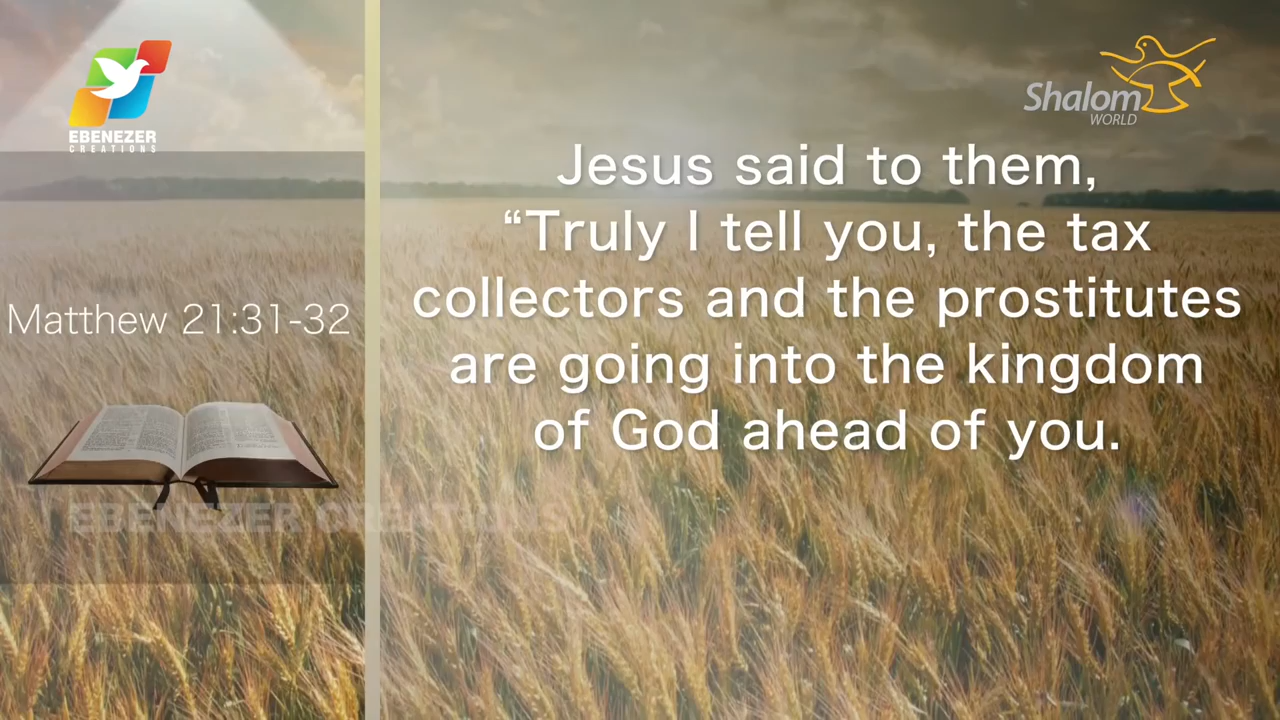 EBENEZER
CREATIONS
Shalom
WORLD
Matthew 21:31-32
Jesus said to them,
“Truly I tell you, the tax
collectors and the prostitutes
are going into the kingdom
of God ahead of you.
EBENEZER CREATIONS